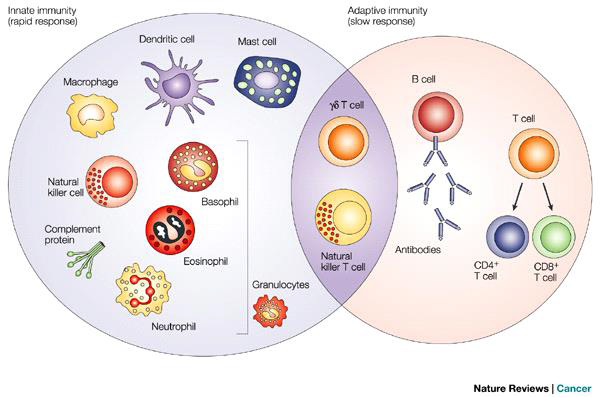 Innate immunity
(rapid response)
Adaptive immunity
(slow response)
Dendritic cell
Mast cell
Macrophage
γδ T cell
B cell
T cell
Natural
killer cell
Basophil
Complement
protein
Eosinophil
Natural
killer T cell
Antibodies
CD4⁺
T cell
CD8⁺
T cell
Granulocytes
Neutrophil
Nature Reviews | Cancer